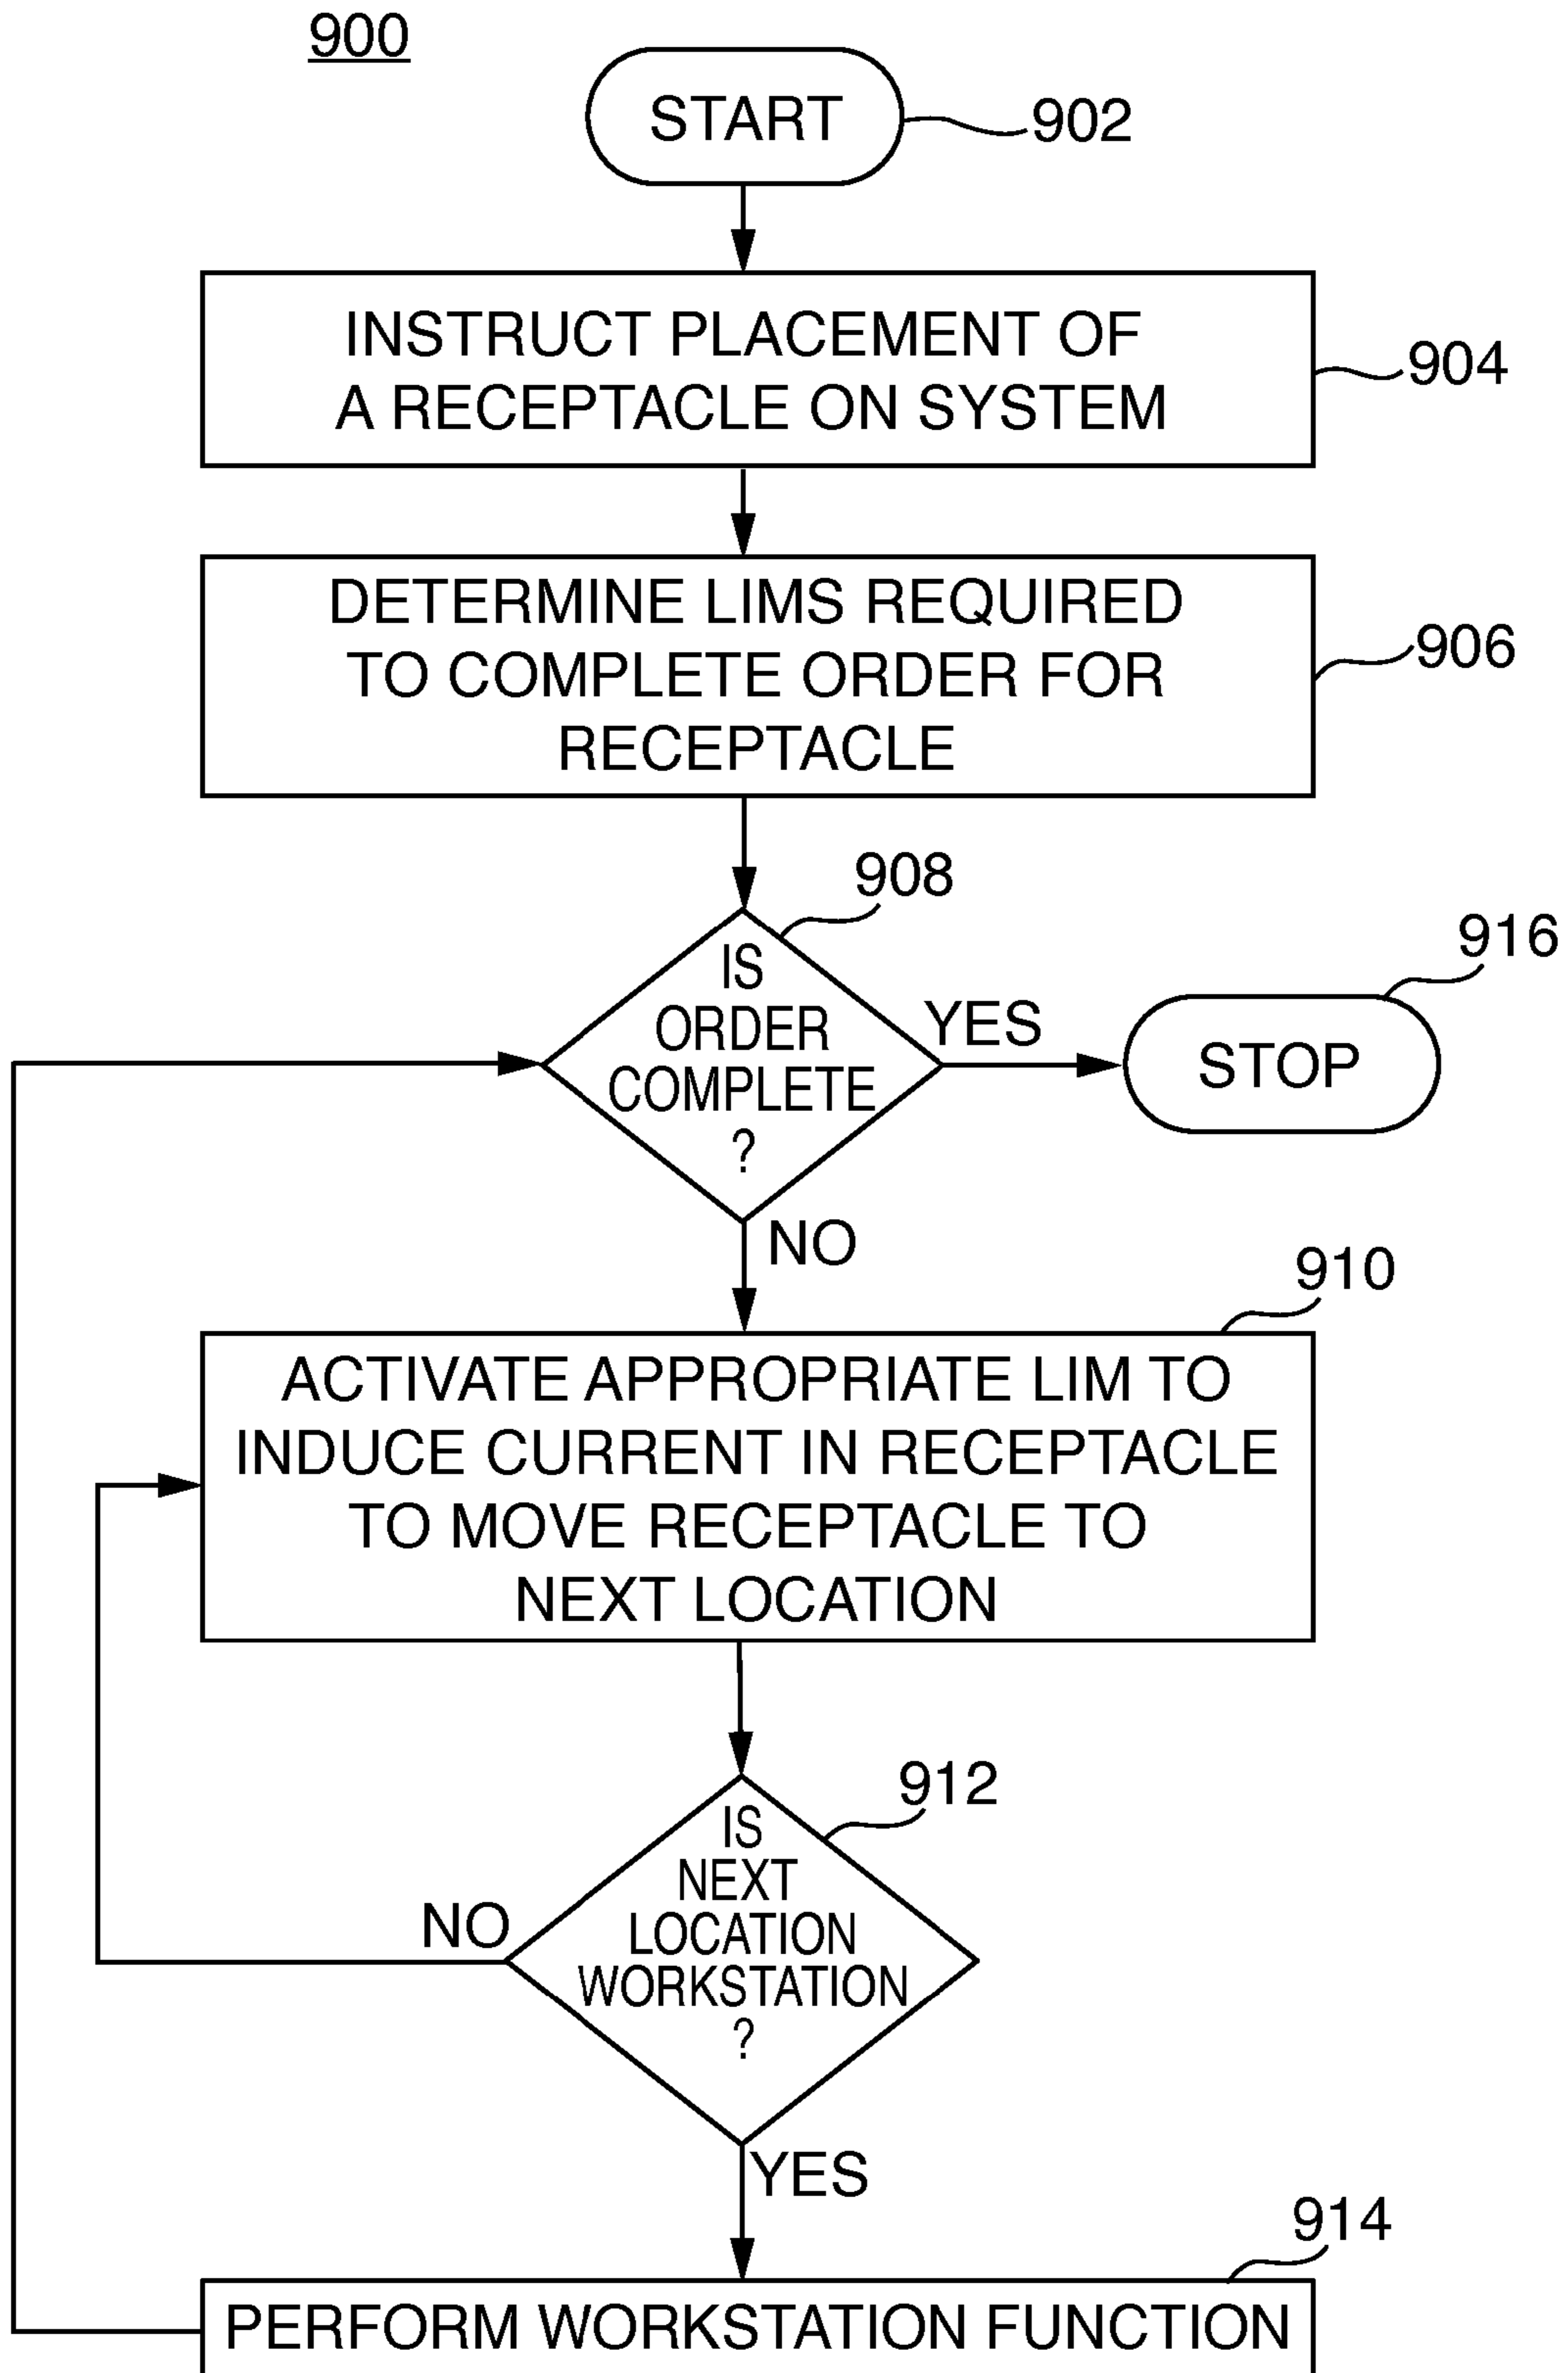 900
START
902
INSTRUCT PLACEMENT OF
A RECEPTACLE ON SYSTEM
904
DETERMINE LIMS REQUIRED
TO COMPLETE ORDER FOR
RECEPTACLE
906
908
IS
ORDER
COMPLETE
?
YES
916
STOP
NO
910
ACTIVATE APPROPRIATE LIM TO
INDUCE CURRENT IN RECEPTACLE
TO MOVE RECEPTACLE TO
NEXT LOCATION
912
IS
NEXT
LOCATION
WORKSTATION
?
NO
YES
914
PERFORM WORKSTATION FUNCTION